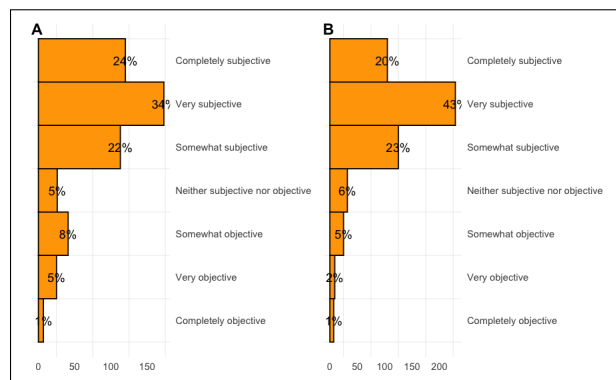 A B
24% Completely subjective 20% Completely subjective
34% Very subjective 43% Very subjective
22% Somewhat subjective 23% Somewhat subjective
5% Neither subjective nor objective 6% Neither subjective nor objective
8% Somewhat objective 5% Somewhat objective
5% Very objective 2% Very objective
1% Completely objective 1% Completely objective
0 50 100 150 0 50 100 150 200